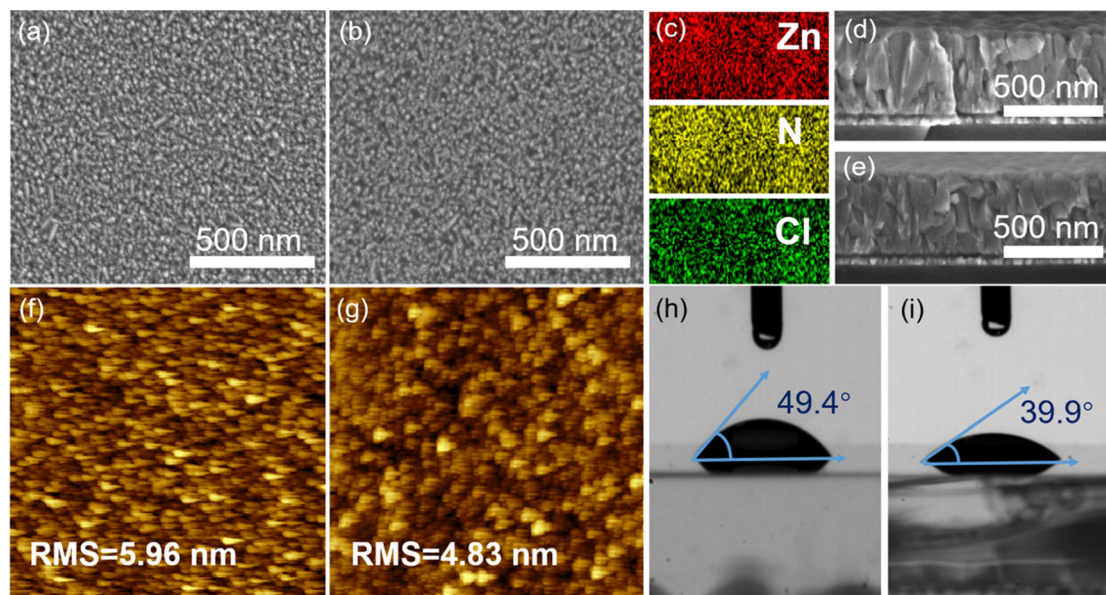 (a)
500 nm
(b)
500 nm
(c)
Zn
N
Cl
(d)
500 nm
(e)
500 nm
(f)
RMS=5.96 nm
(g)
RMS=4.83 nm
(h)
49.4°
(i)
39.9°